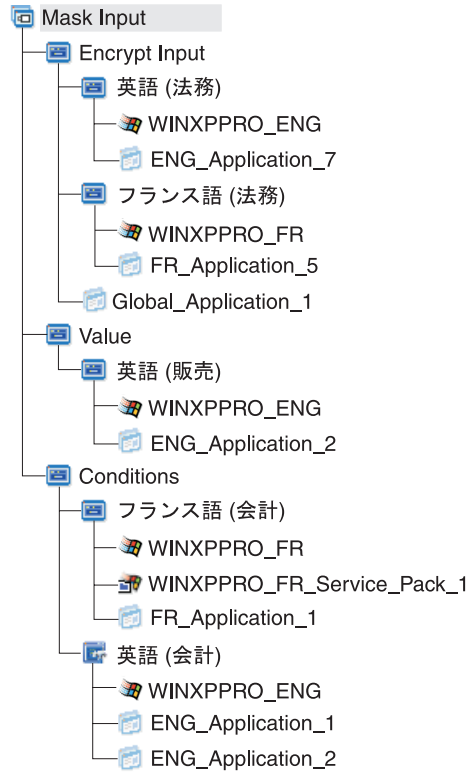 Mask Input
Encrypt Input
英語 (法務)
WINXPPRO_ENG
ENG_Application_7
フランス語 (法務)
WINXPPRO_FR
FR_Application_5
Global_Application_1
Value
英語 (販売)
WINXPPRO_ENG
ENG_Application_2
Conditions
フランス語 (会計)
WINXPPRO_FR
WINXPPRO_FR_Service_Pack_1
FR_Application_1
英語 (会計)
WINXPPRO_ENG
ENG_Application_1
ENG_Application_2